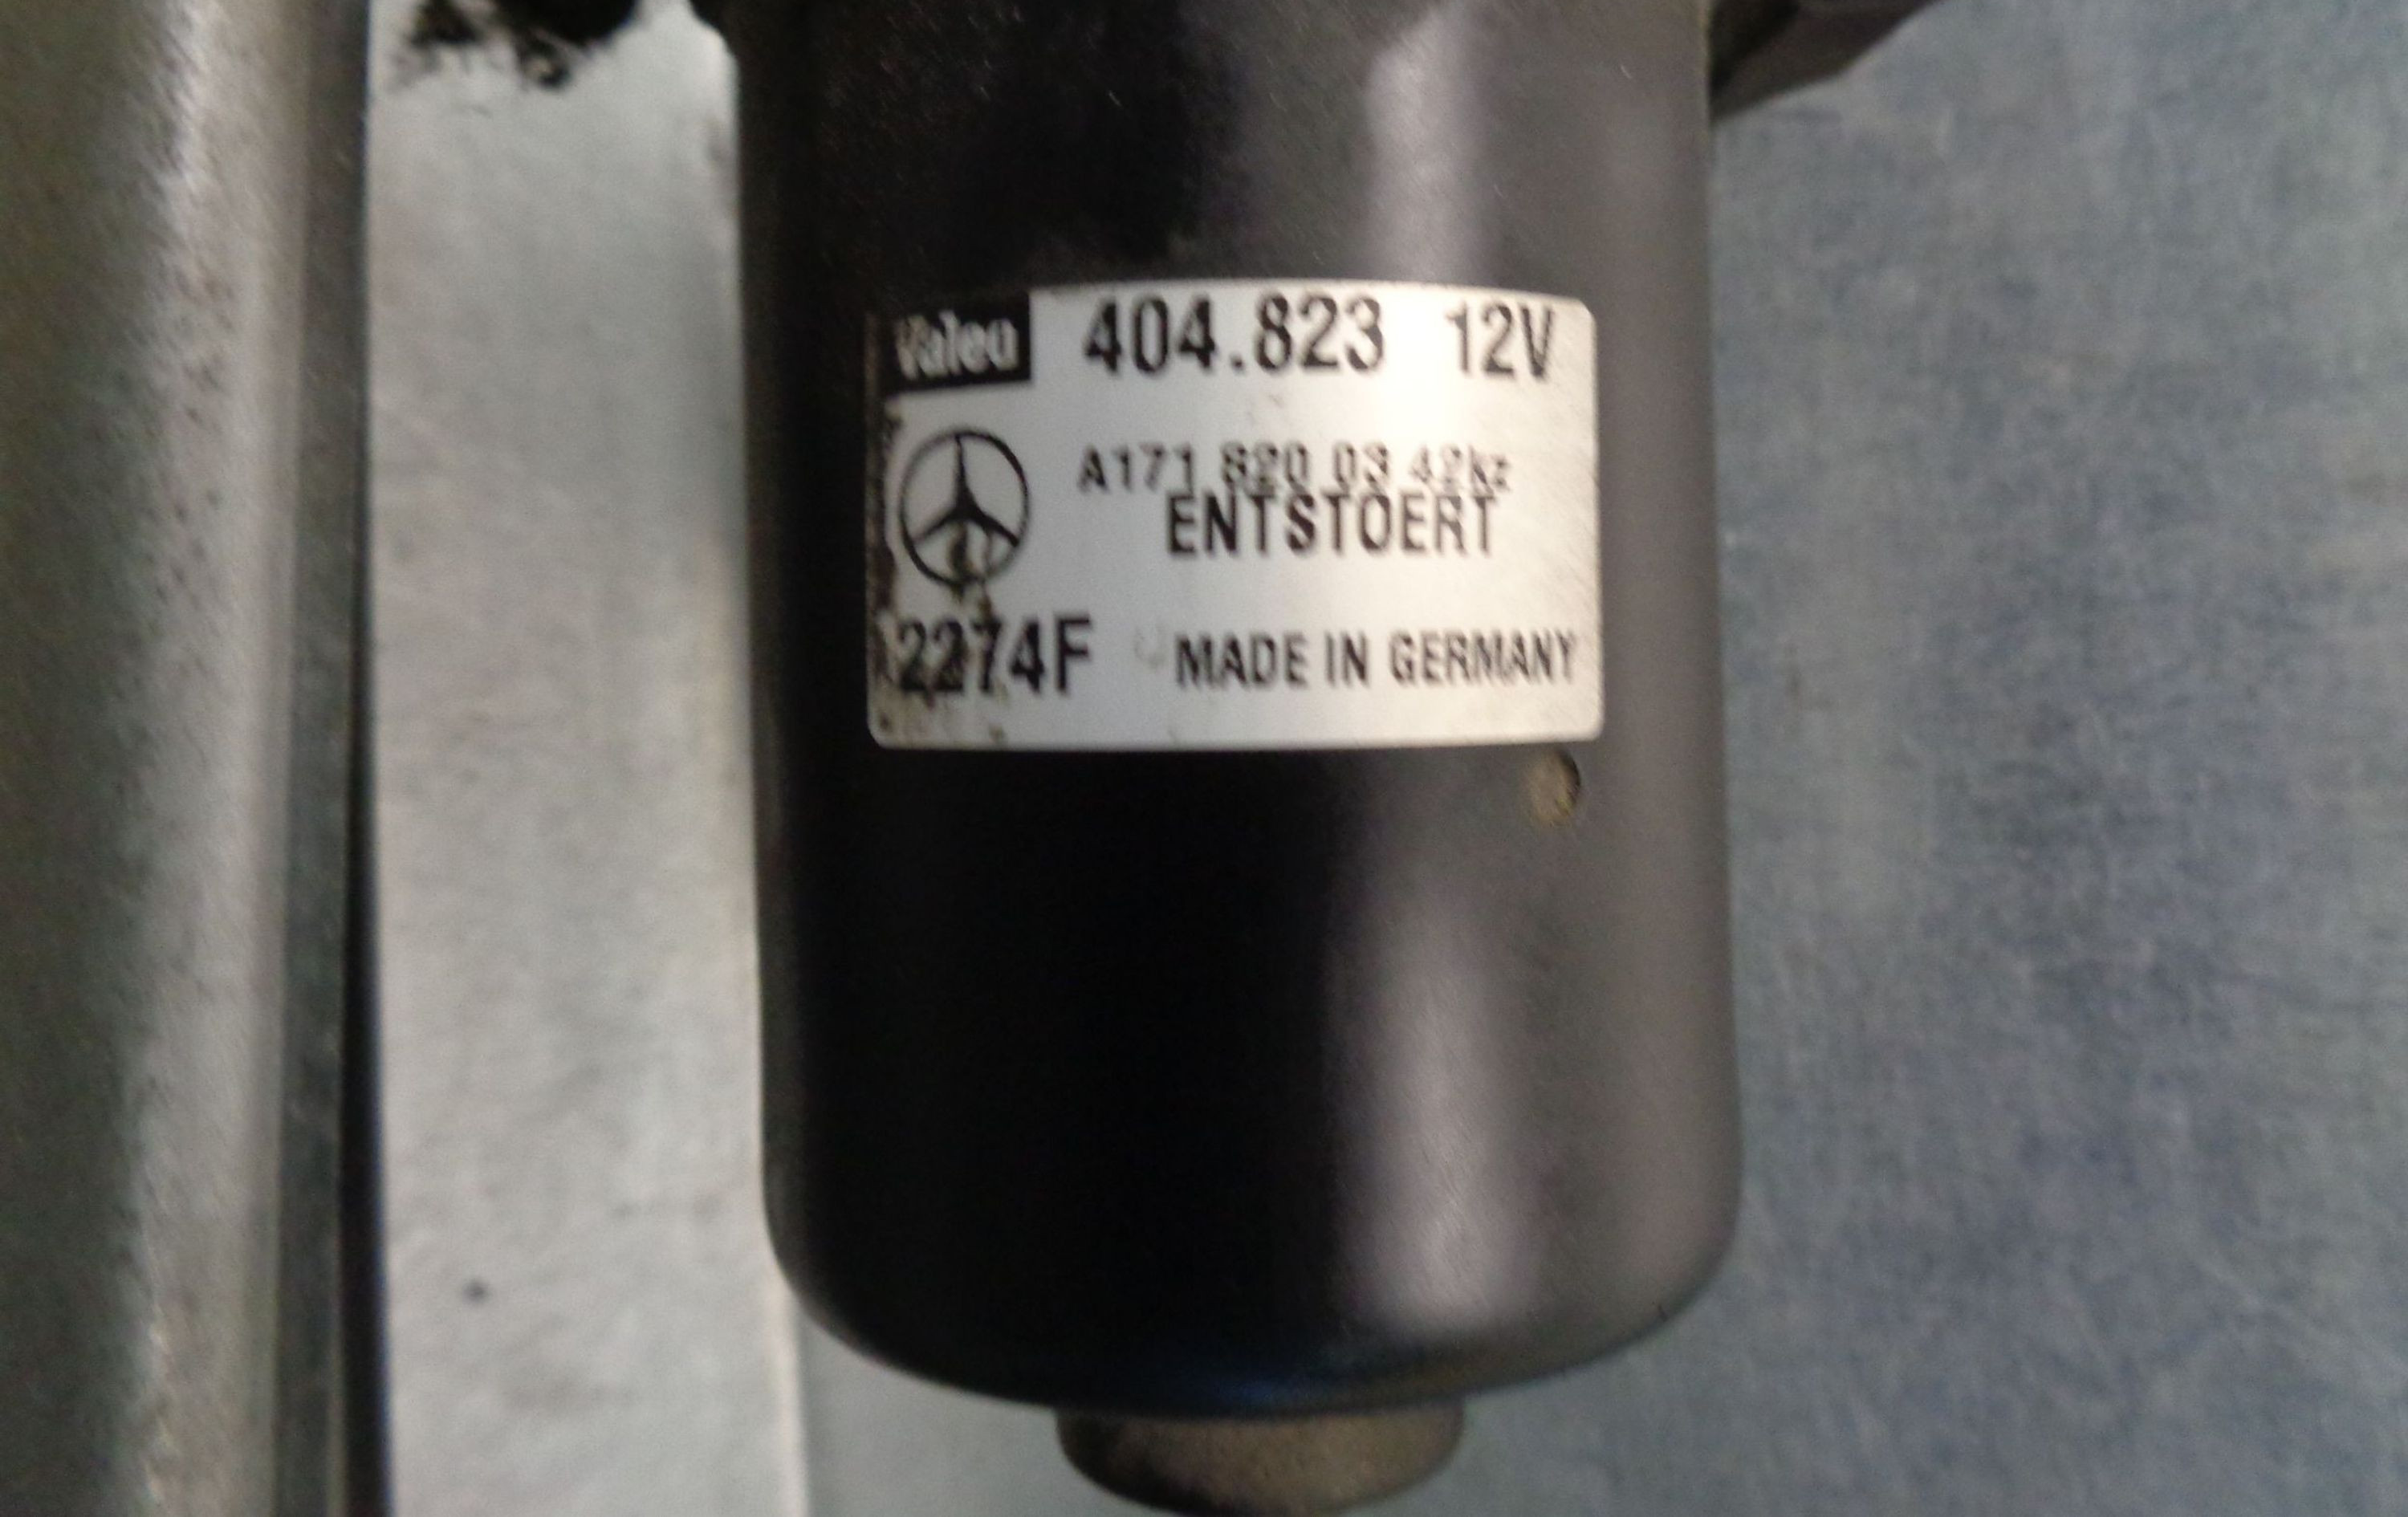 Valeo 404.823 12V
A171 820 03 42kz
ENTSTOERT
2274F MADE IN GERMANY